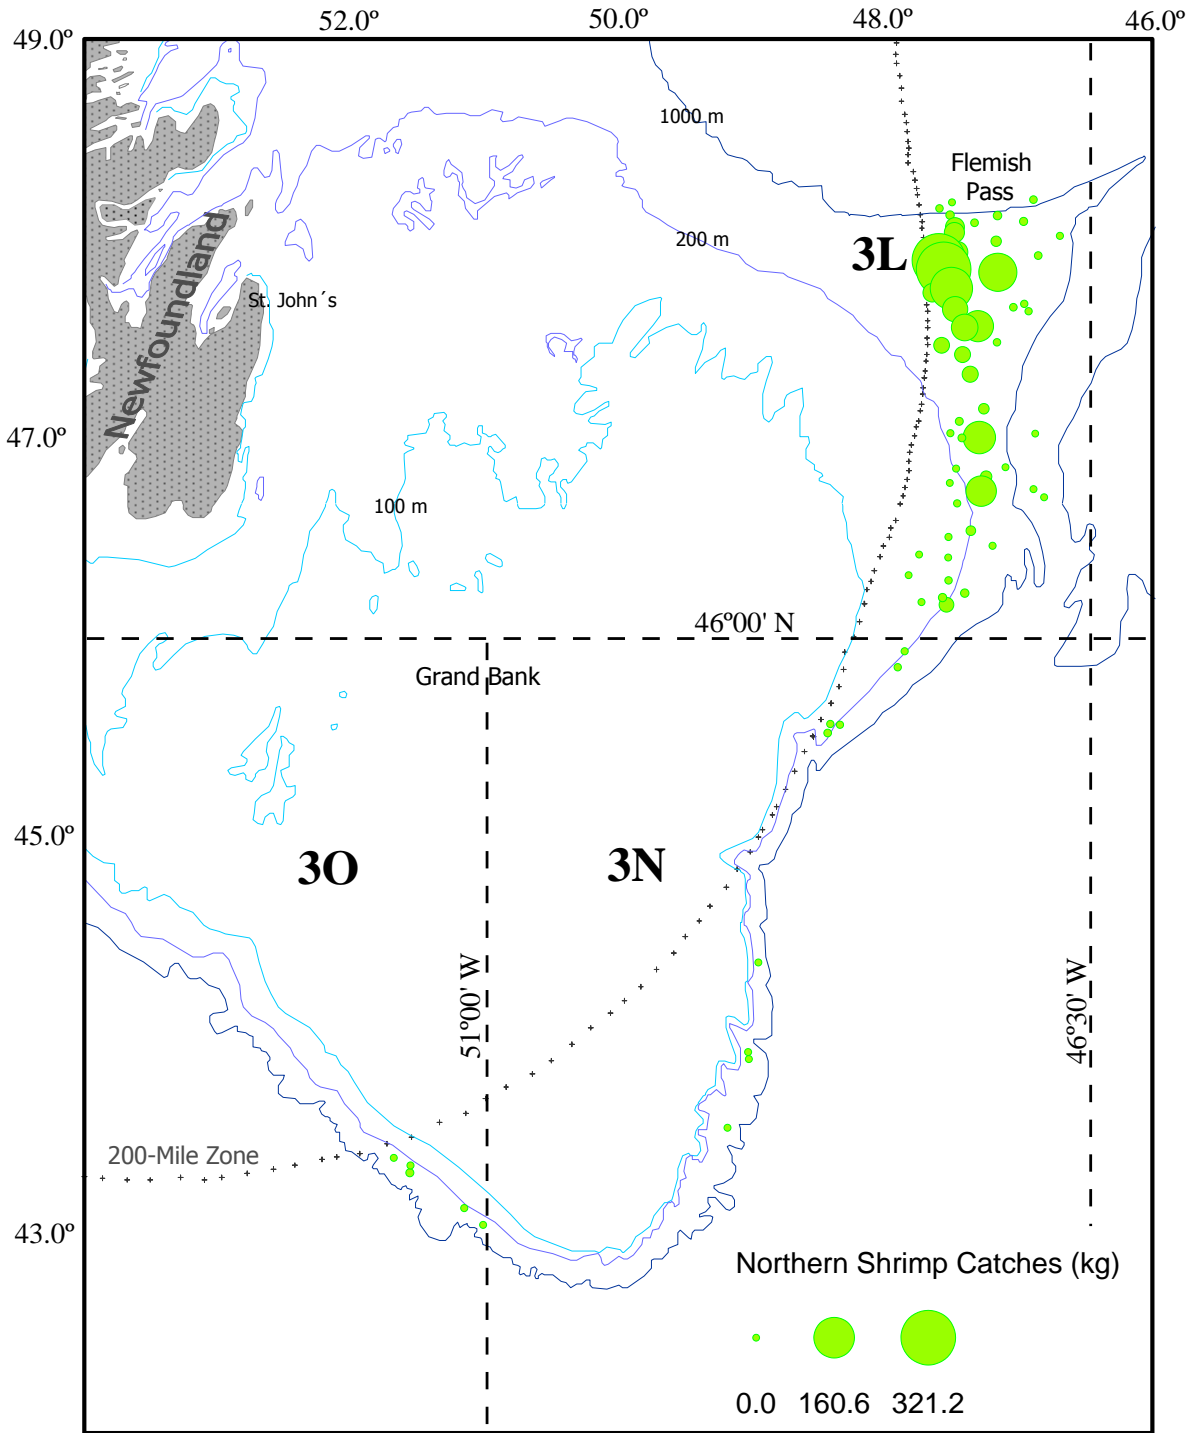 52.0º
50.0º
48.0º
46.0º
49.0º
1000 m
Flemish
Pass
200 m
3L
Newfoundland
St. John´s
47.0º
100 m
46º00' N
Grand Bank
45.0º
3O
3N
51º00' W
46º30' W
200-Mile Zone
43.0º
Northern Shrimp Catches (kg)
0.0 160.6 321.2